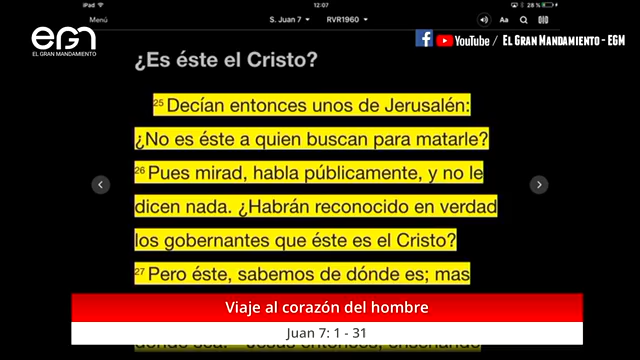 iPad
12:07
28 %
Menú
S. Juan 7
RVR1960
Aa
EGM
EL GRAN MANDAMIENTO
YouTube / El Gran Mandamiento - EGM
¿Es éste el Cristo?
25 Decían entonces unos de Jerusalén:
¿No es éste a quien buscan para matarle?
26 Pues mirad, habla públicamente, y no le
dicen nada. ¿Habrán reconocido en verdad
los gobernantes que éste es el Cristo?
27 Pero éste, sabemos de dónde es; mas
Viaje al corazón del hombre
Juan 7: 1 - 31